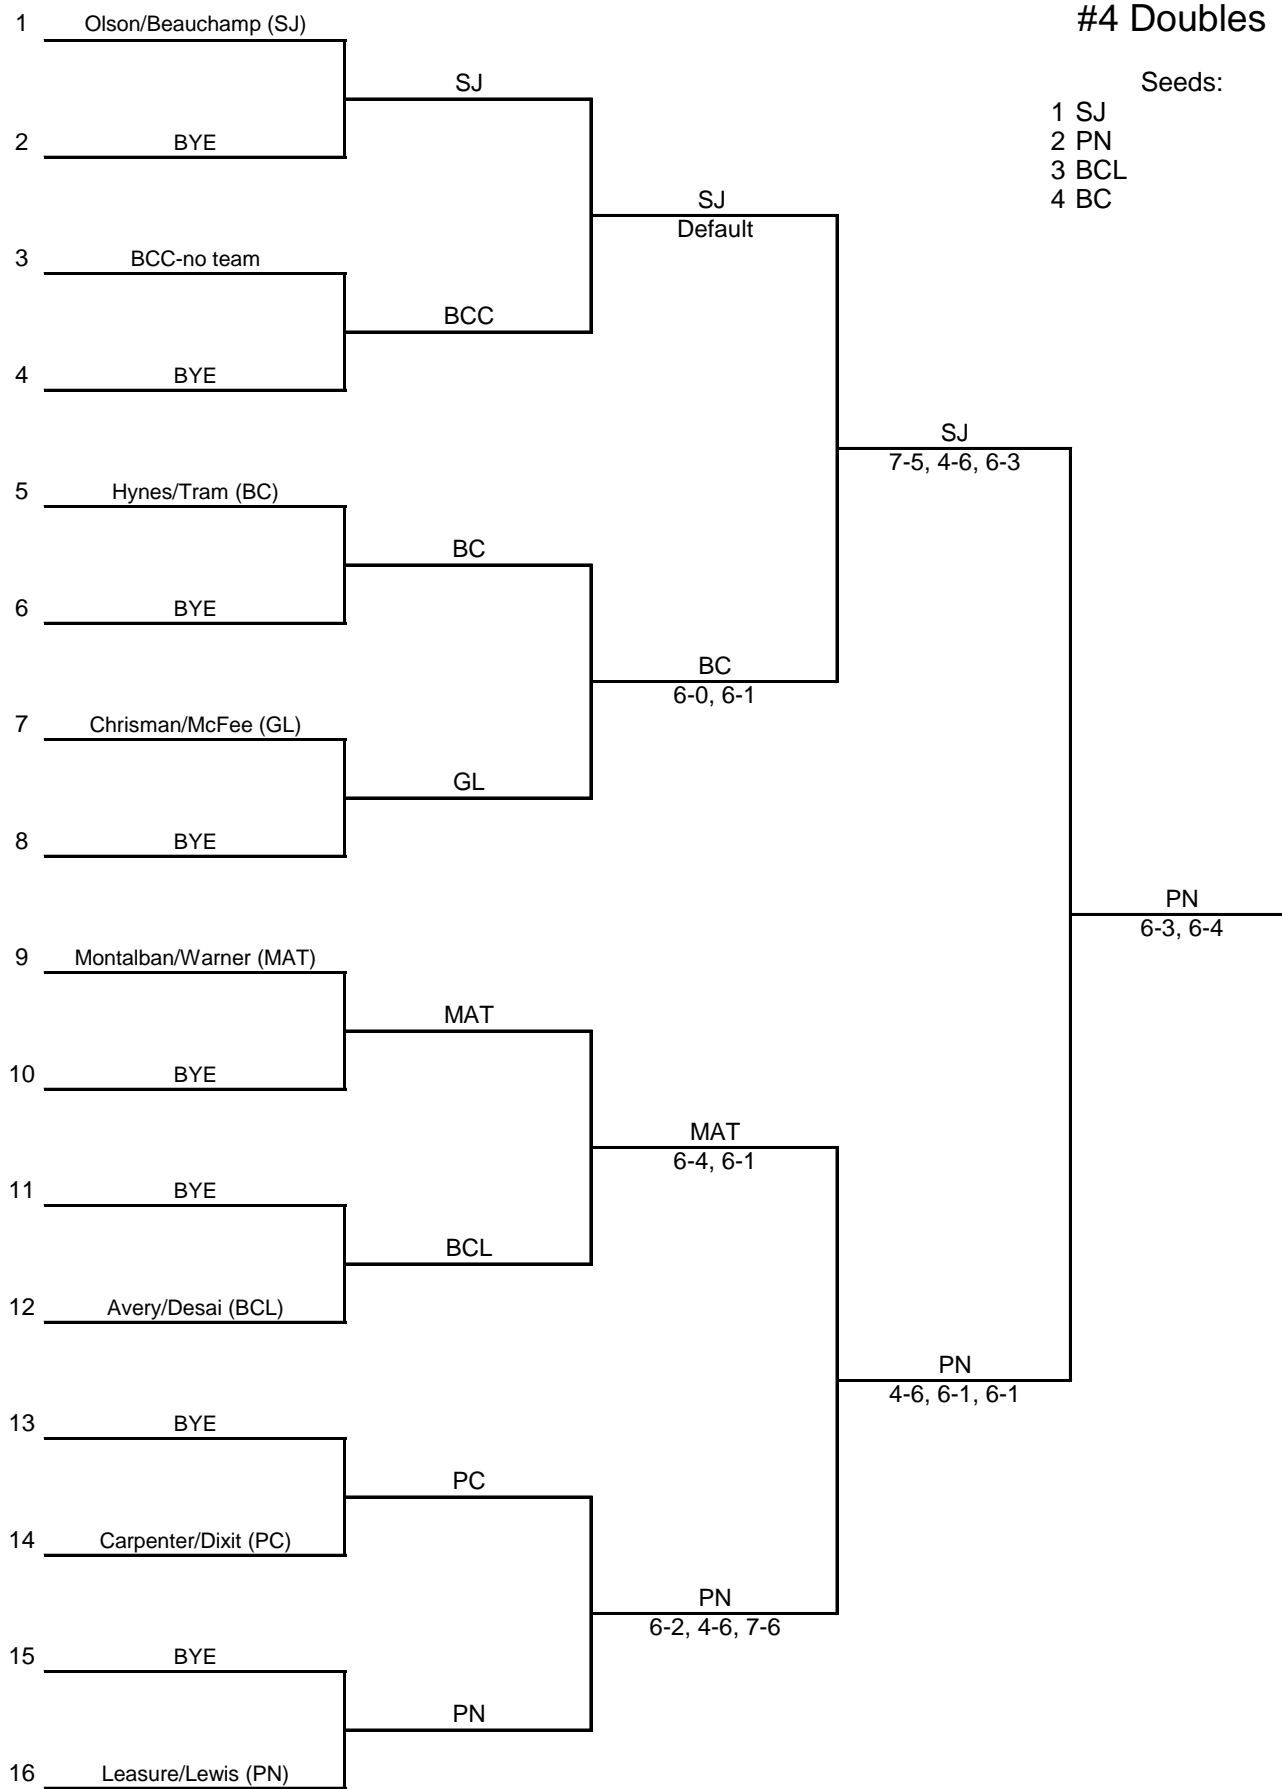 #4 Doubles
Seeds:
1 SJ
2 PN
3 BCL
4 BC
1 Olson/Beauchamp (SJ)
SJ
2 BYE
SJ
Default
3 BCC-no team
BCC
4 BYE
SJ
7-5, 4-6, 6-3
5 Hynes/Tram (BC)
BC
6 BYE
BC
6-0, 6-1
7 Chrisman/McFee (GL)
GL
8 BYE
PN
6-3, 6-4
9 Montalban/Warner (MAT)
MAT
10 BYE
MAT
6-4, 6-1
11 BYE
BCL
12 Avery/Desai (BCL)
PN
4-6, 6-1, 6-1
13 BYE
PC
14 Carpenter/Dixit (PC)
PN
6-2, 4-6, 7-6
15 BYE
PN
16 Leasure/Lewis (PN)